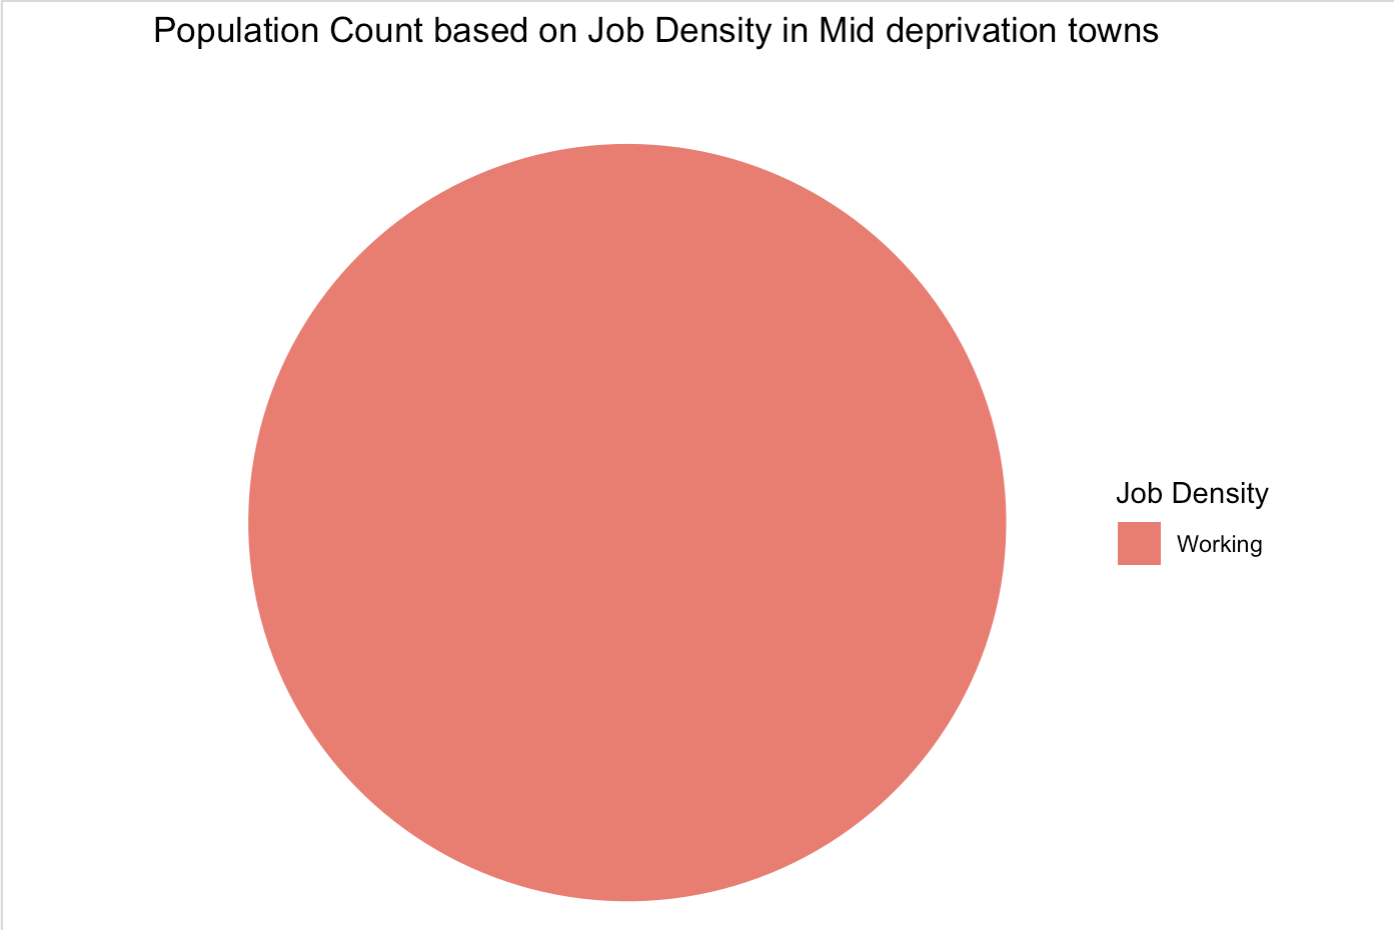 Population Count based on Job Density in Mid deprivation towns
Job Density
Working